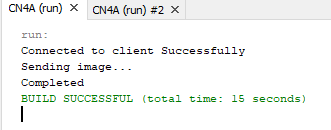 CN4A (run) × CN4A (run) #2 ×
run:
Connected to client Successfully
Sending image...
Completed
BUILD SUCCESSFUL (total time: 15 seconds)